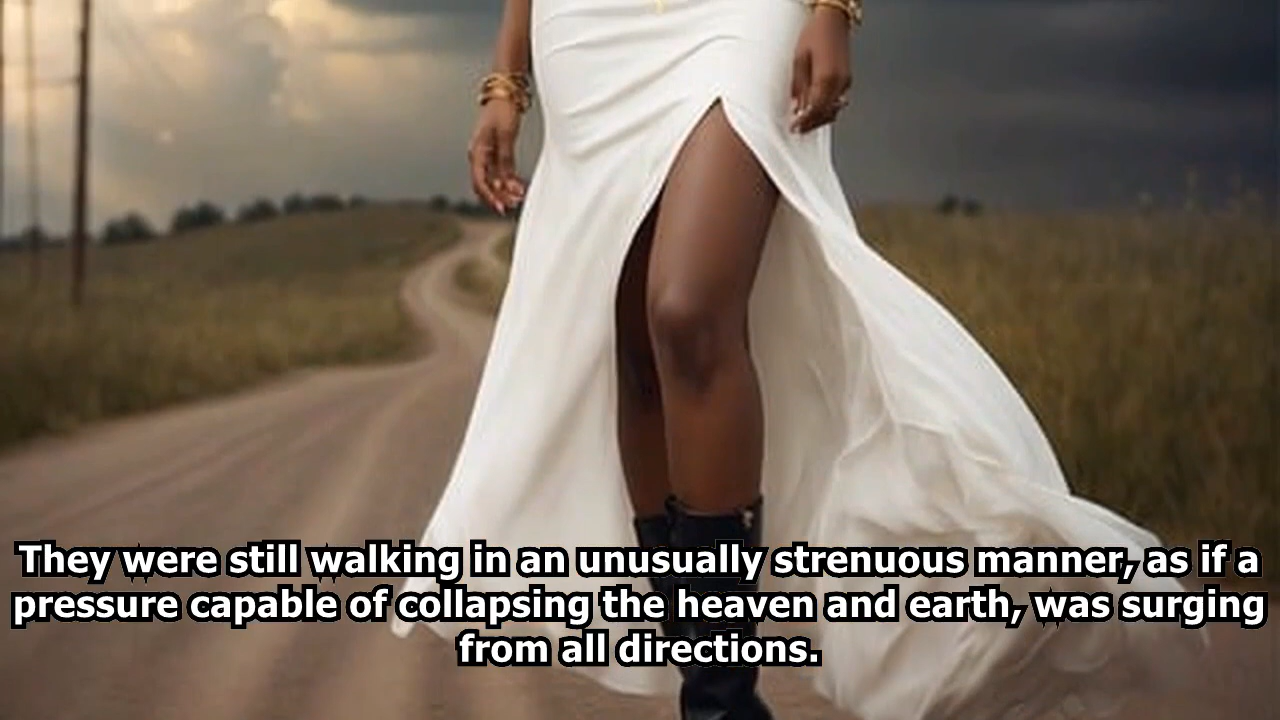 They were still walking in an unusually strenuous manner, as if a
pressure capable of collapsing the heaven and earth, was surging
from all directions.